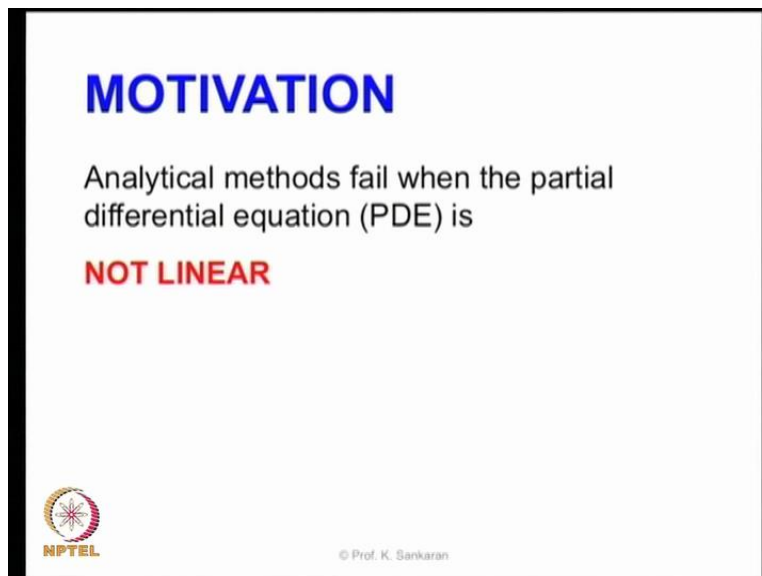 MOTIVATION
Analytical methods fail when the partial
differential equation (PDE) is
NOT LINEAR
NPTEL
© Prof. K. Sankaran